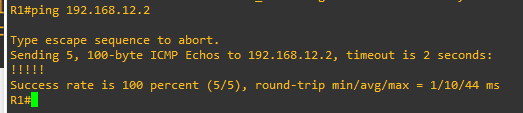 R1#ping 192.168.12.2
Type escape sequence to abort.
Sending 5, 100-byte ICMP Echos to 192.168.12.2, timeout is 2 seconds:
!!!!!
Success rate is 100 percent (5/5), round-trip min/avg/max = 1/10/44 ms
R1#